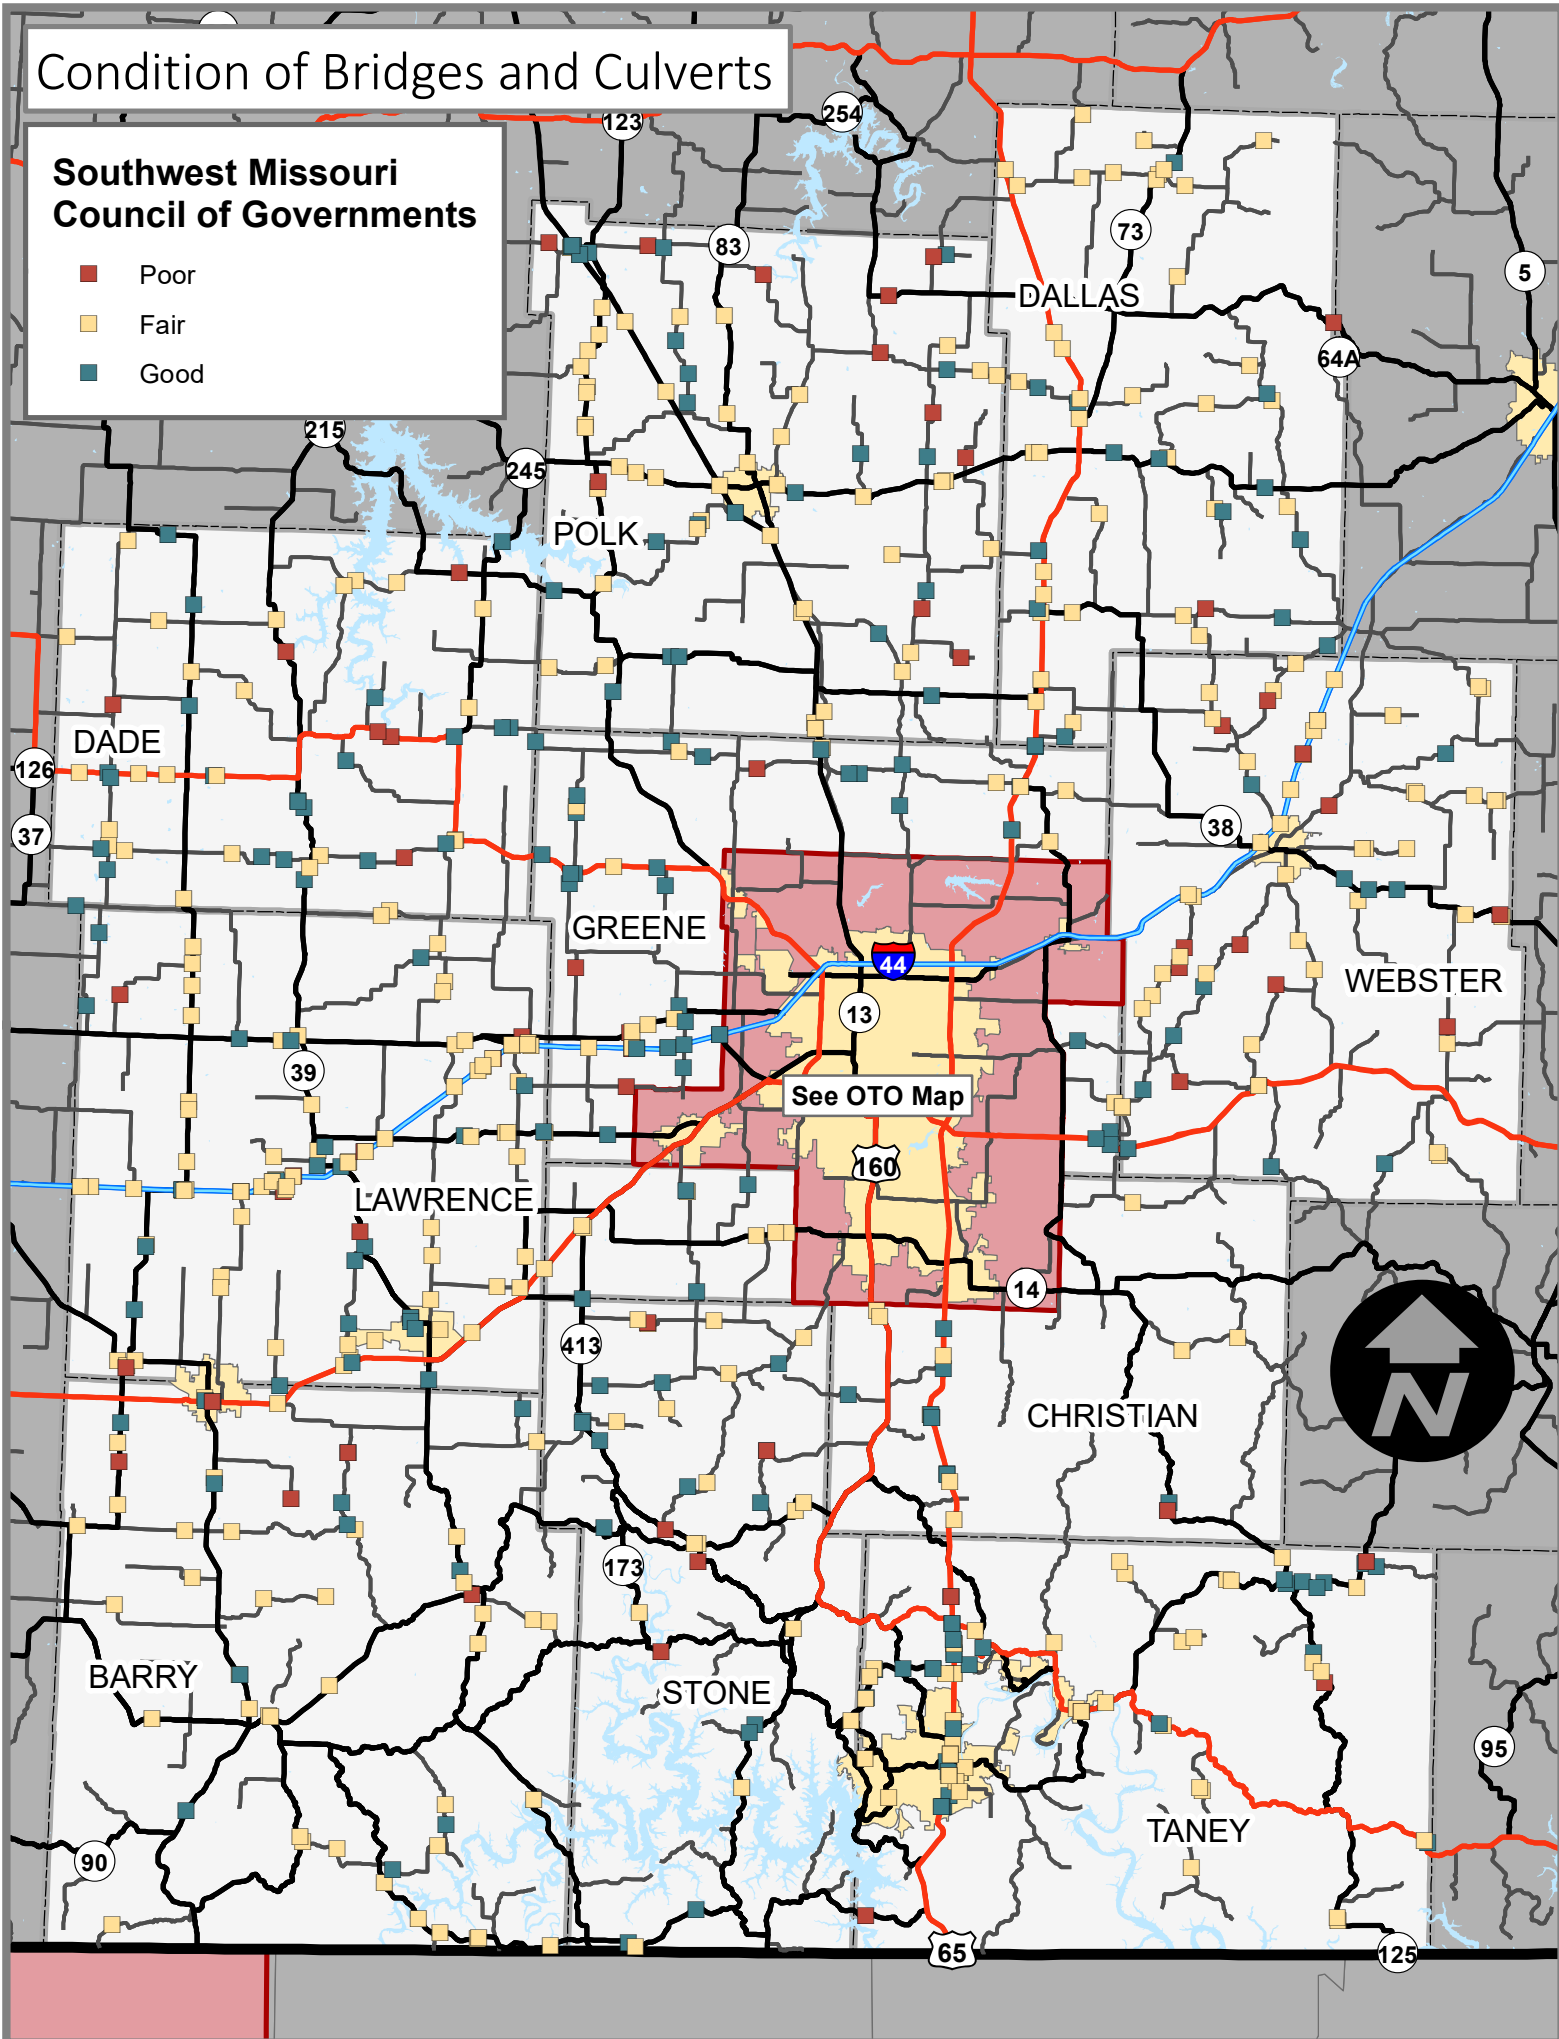 Condition of Bridges and Culverts
Southwest Missouri
Council of Governments
Poor
Fair
Good
123
254
83
73
5
DALLAS
64A
215
245
POLK
DADE
126
37
38
GREENE
44
WEBSTER
13
39
See OTO Map
160
LAWRENCE
14
413
CHRISTIAN
N
173
BARRY
STONE
95
TANEY
90
65
125